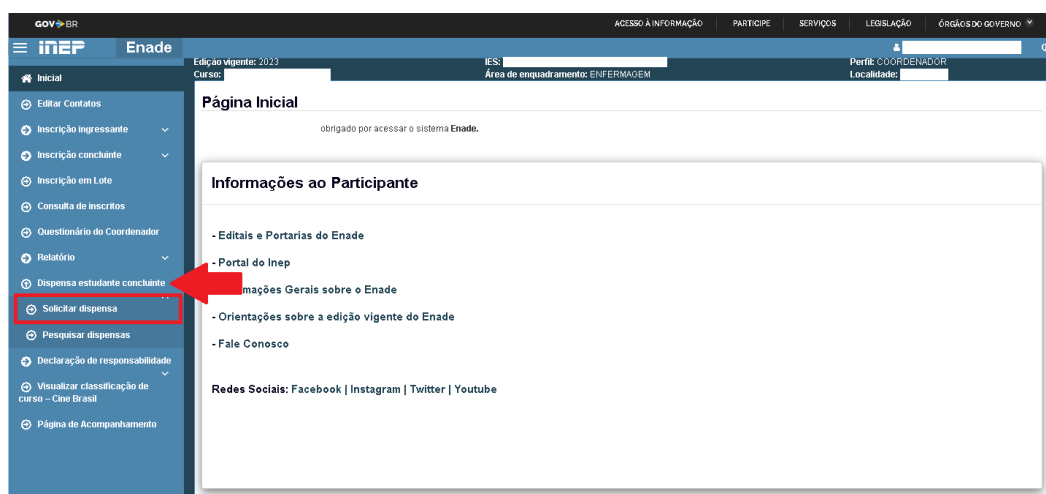 GOV BR
ACESSO À INFORMAÇÃO PARTICIPE SERVIÇOS LEGISLAÇÃO ÓRGÃOS DO GOVERNO
inep Enade
Edição vigente: 2023 IES: Perfil: COORDENADOR
Curso: Área de enquadramento: ENFERMAGEM Localidade:
Inicial
Editar Contatos
Inscrição ingressante
Inscrição concluinte
Inscrição em Lote
Consulta de inscritos
Questionário do Coordenador
Relatório
Dispensa estudante concluinte
Solicitar dispensa
Pesquisar dispensas
Declaração de responsabilidade
Visualizar classificação de
curso – Cine Brasil
Página de Acompanhamento
Página Inicial
obrigado por acessar o sistema Enade.
Informações ao Participante
- Editais e Portarias do Enade
- Portal do Inep
mações Gerais sobre o Enade
- Orientações sobre a edição vigente do Enade
- Fale Conosco
Redes Sociais: Facebook | Instagram | Twitter | Youtube